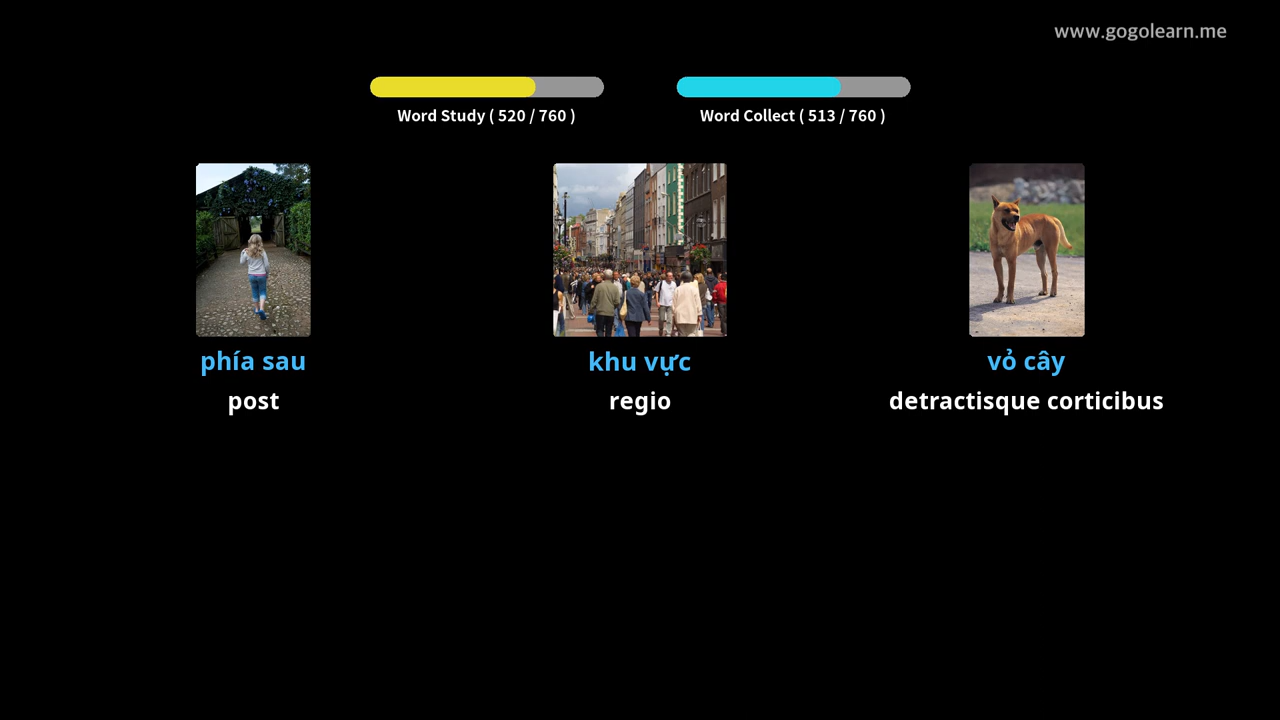 www.gogolearn.me
Word Study ( 520 / 760 )
Word Collect ( 513 / 760 )
phía sau
khu vực
vỏ cây
post
regio
detractisque corticibus